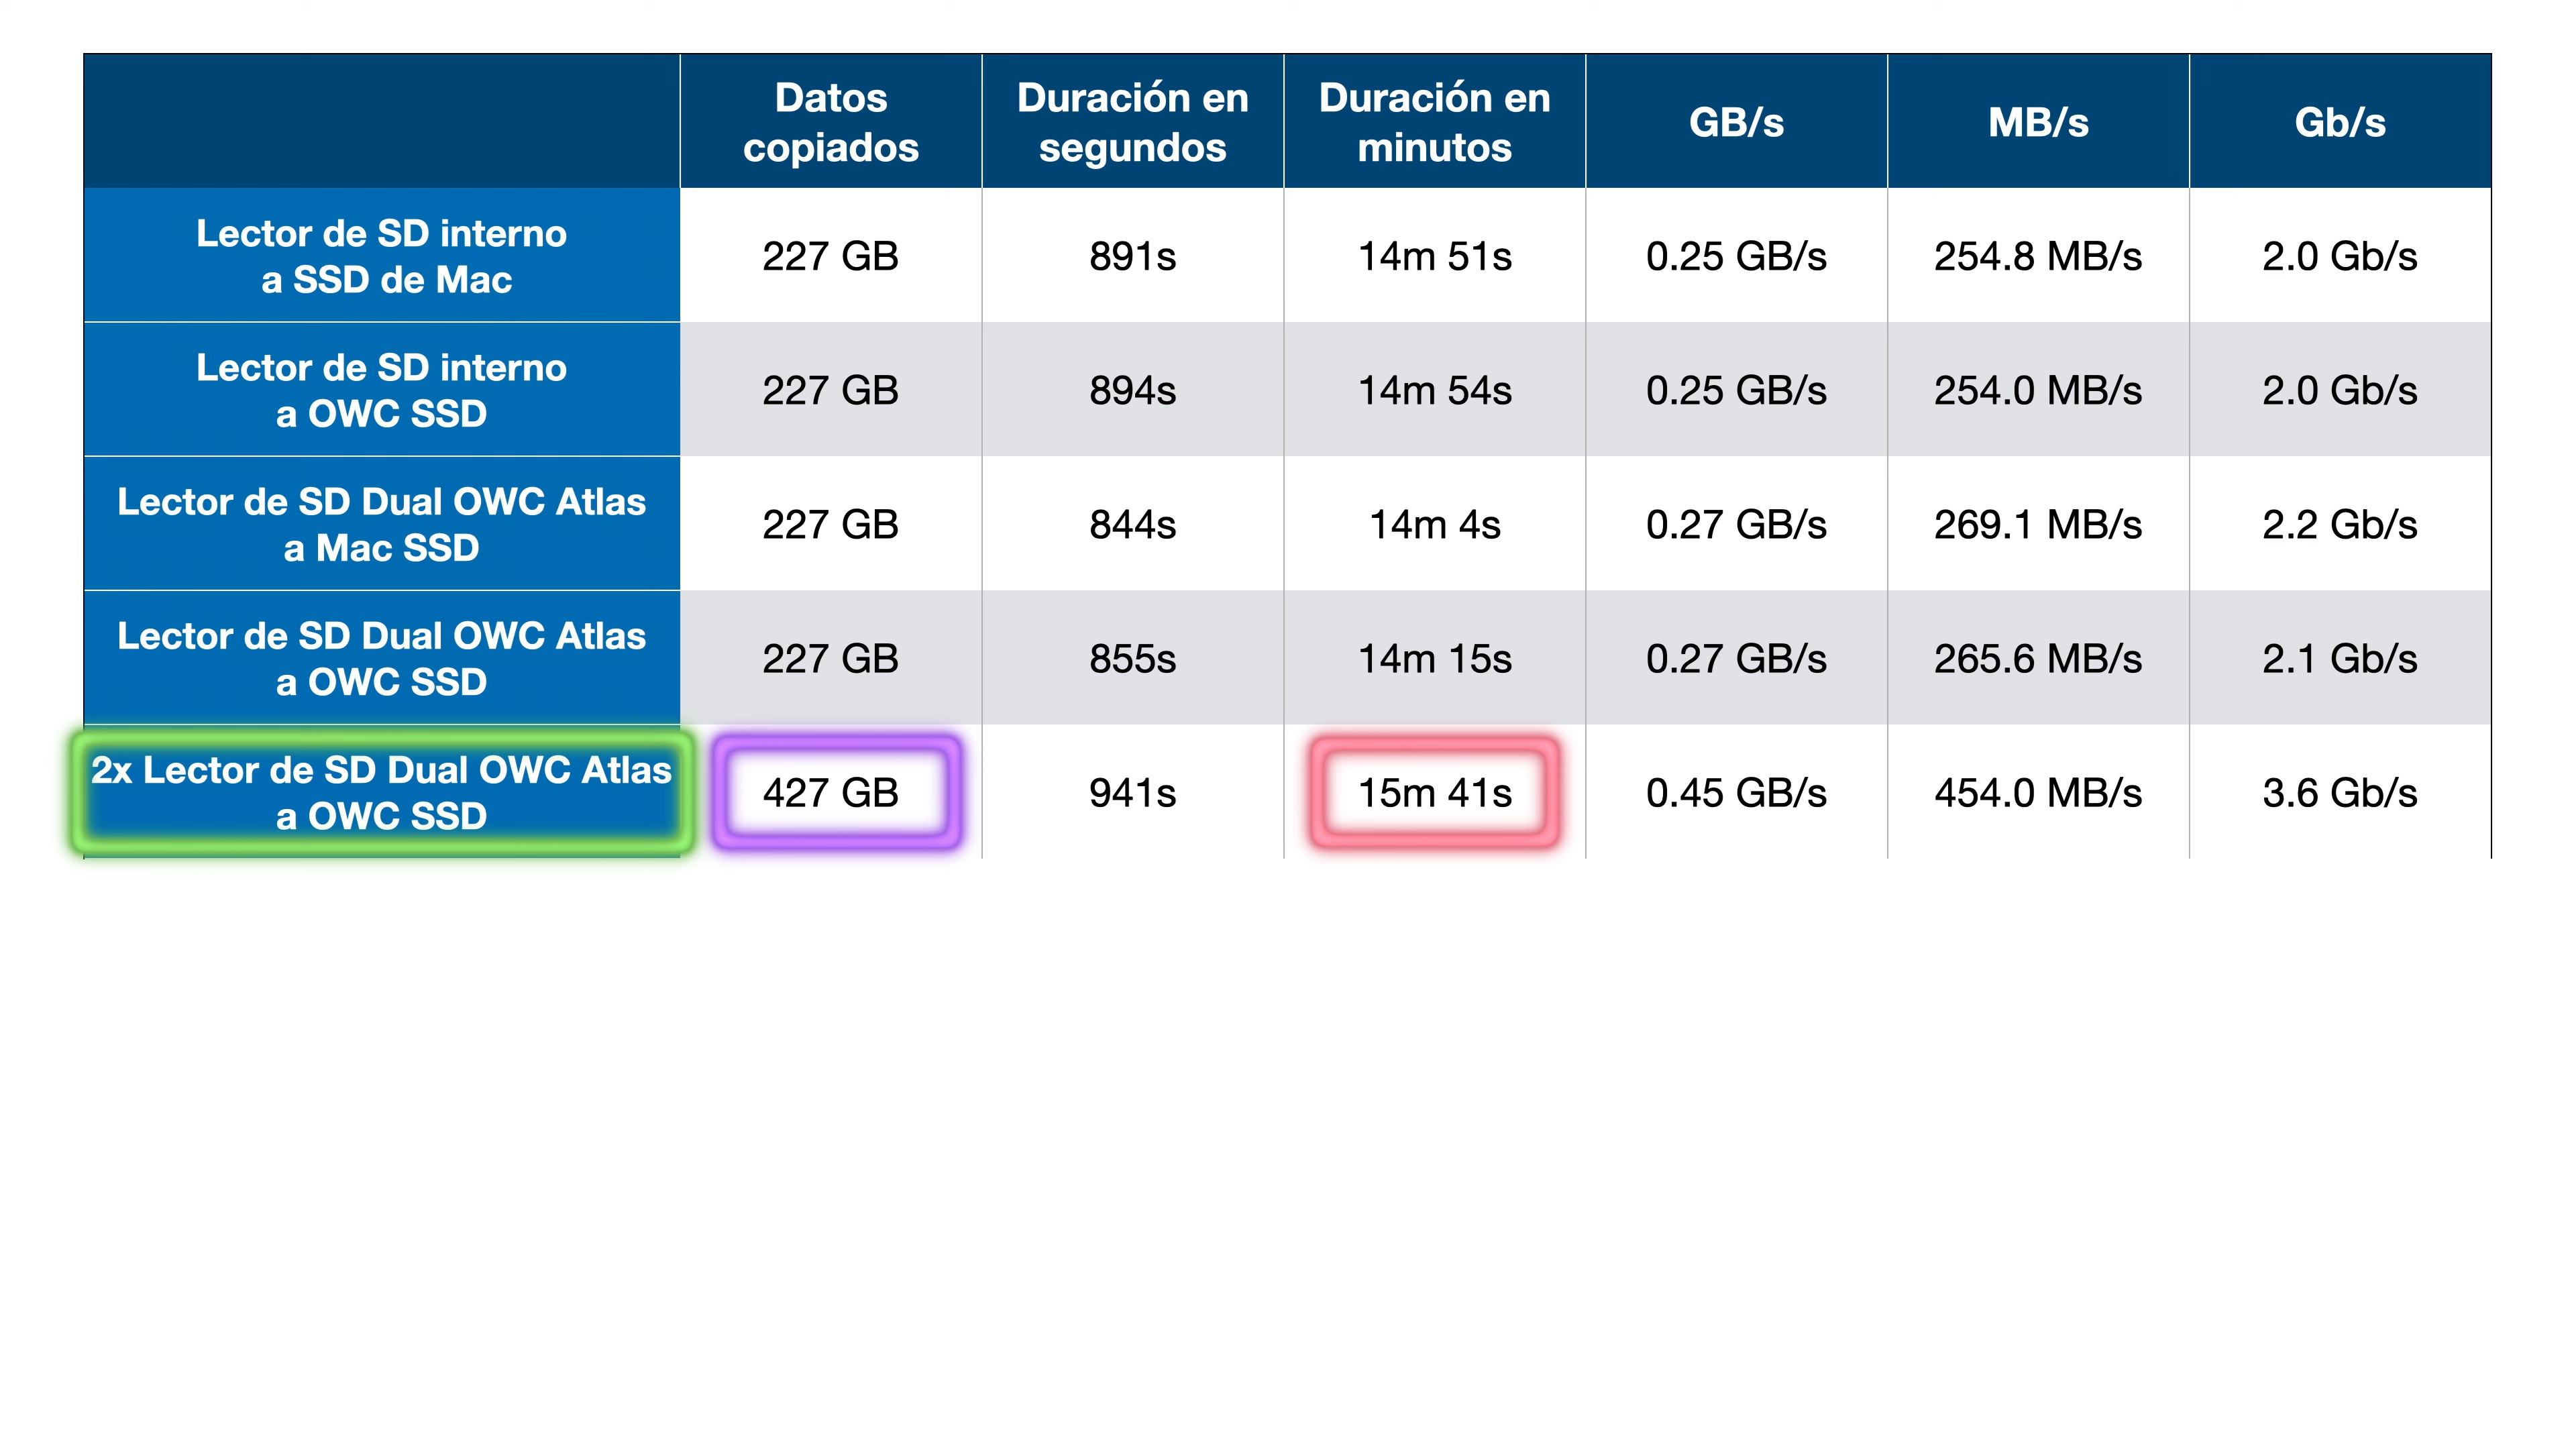 Datos
copiados
Duración en
segundos
Duración en
minutos
GB/s
MB/s
Gb/s
Lector de SD interno
a SSD de Mac
227 GB
891s
14m 51s
0.25 GB/s
254.8 MB/s
2.0 Gb/s
Lector de SD interno
a OWC SSD
227 GB
894s
14m 54s
0.25 GB/s
254.0 MB/s
2.0 Gb/s
Lector de SD Dual OWC Atlas
a Mac SSD
227 GB
844s
14m 4s
0.27 GB/s
269.1 MB/s
2.2 Gb/s
Lector de SD Dual OWC Atlas
a OWC SSD
227 GB
855s
14m 15s
0.27 GB/s
265.6 MB/s
2.1 Gb/s
2x Lector de SD Dual OWC Atlas
a OWC SSD
427 GB
941s
15m 41s
0.45 GB/s
454.0 MB/s
3.6 Gb/s